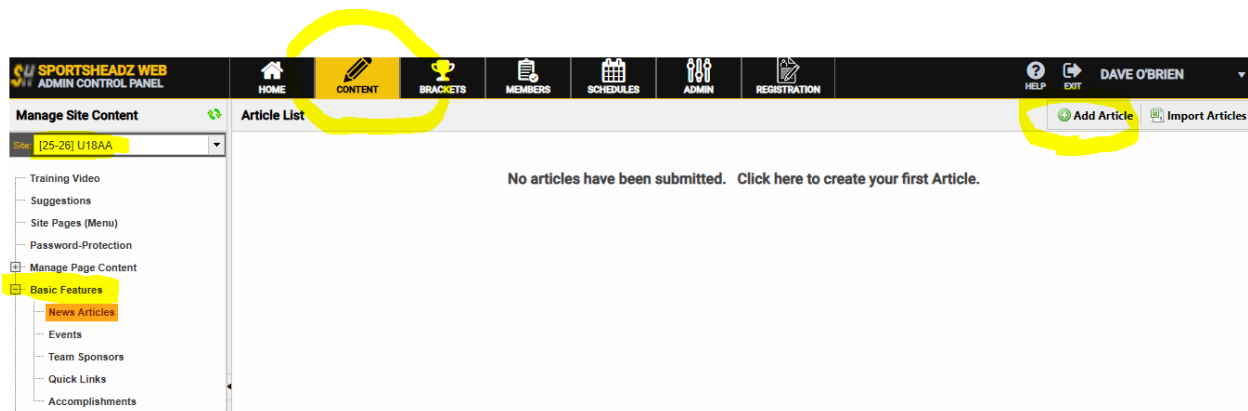 SPORTSHEADZ WEB
ADMIN CONTROL PANEL
HOME
CONTENT
BRACKETS
MEMBERS
SCHEDULES
ADMIN
REGISTRATION
HELP
EXIT
DAVE O'BRIEN
Manage Site Content
Article List
Add Article
Import Articles
Site: [25-26] U18AA
Training Video
Suggestions
Site Pages (Menu)
Password-Protection
Manage Page Content
Basic Features
News Articles
Events
Team Sponsors
Quick Links
Accomplishments
No articles have been submitted. Click here to create your first Article.